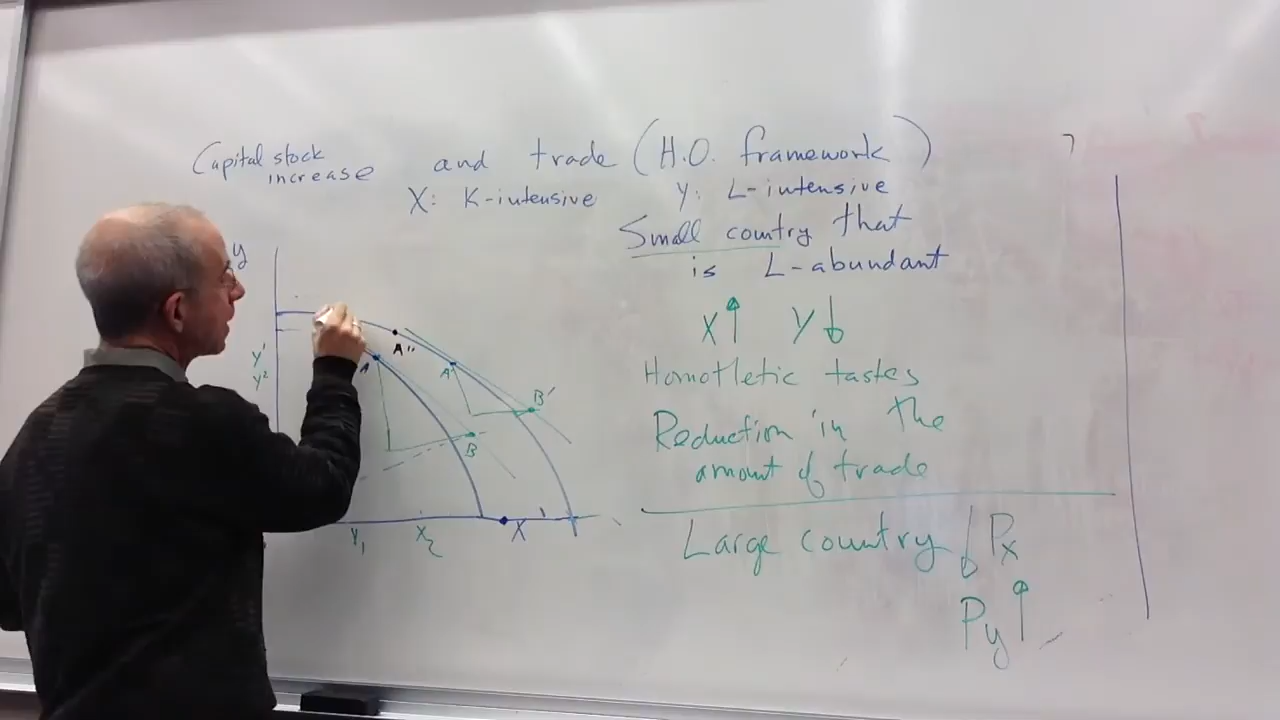 Capital stock increase and trade (H.O. framework)
X: K-intensive Y: L-intensive
Small country that
is L-abundant
X↑ Y↓
Homotletic tastes
Reduction in the
amount of trade
Large country ↓ Px
Py↑
y
Y'
Y²
A
A"
A'
B'
B
Y₁ X₂ X